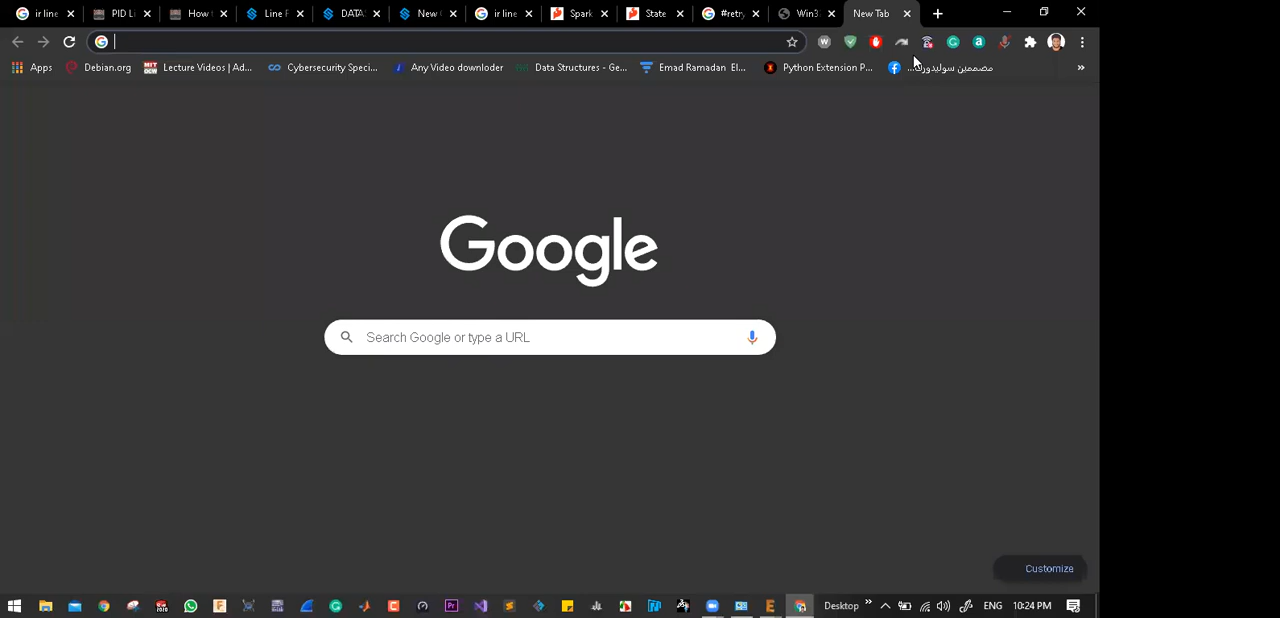 ir line
PID Li
How
Line F
DATA
New
ir line
Spark
State
#retry
Win3
New Tab
Apps
Debian.org
Lecture Videos | Ad...
Cybersecurity Speci...
Any Video downloder
Data Structures - Ge...
Emad Ramadan El...
Python Extension P...
مصممين سوليدورك...
Google
Search Google or type a URL
Customize
Desktop
ENG
10:24 PM